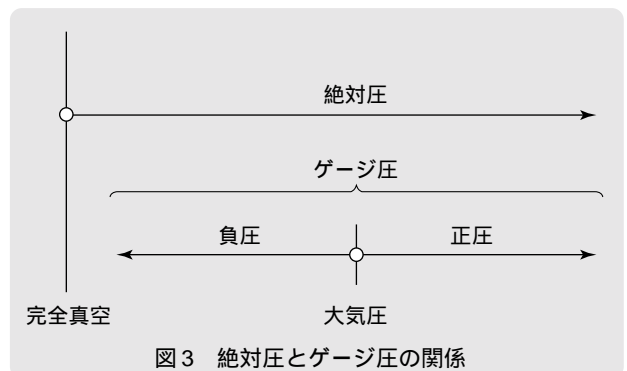 絶対圧
ゲージ圧
負圧
正圧
完全真空
大気圧
図3　絶対圧とゲージ圧の関係